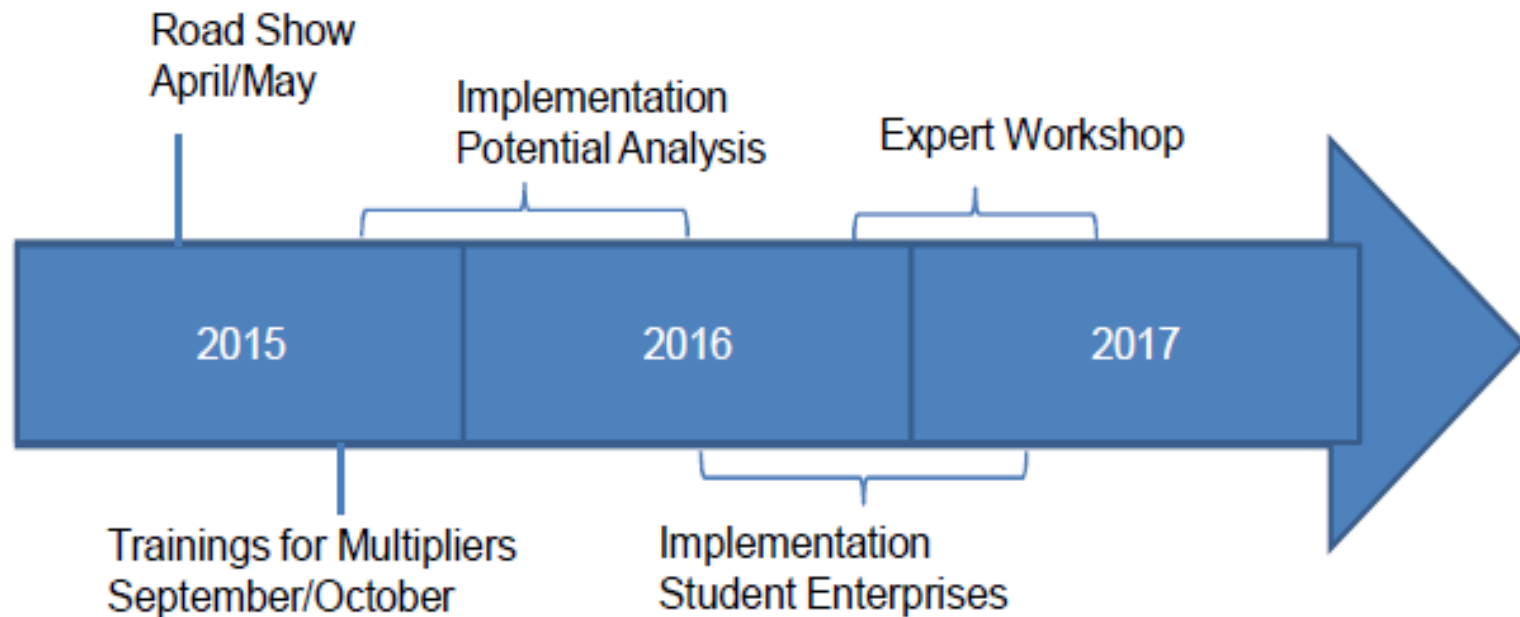 Road Show
April/May
Implementation
Potential Analysis
Expert Workshop
2015
2016
2017
Trainings for Multipliers
September/October
Implementation
Student Enterprises